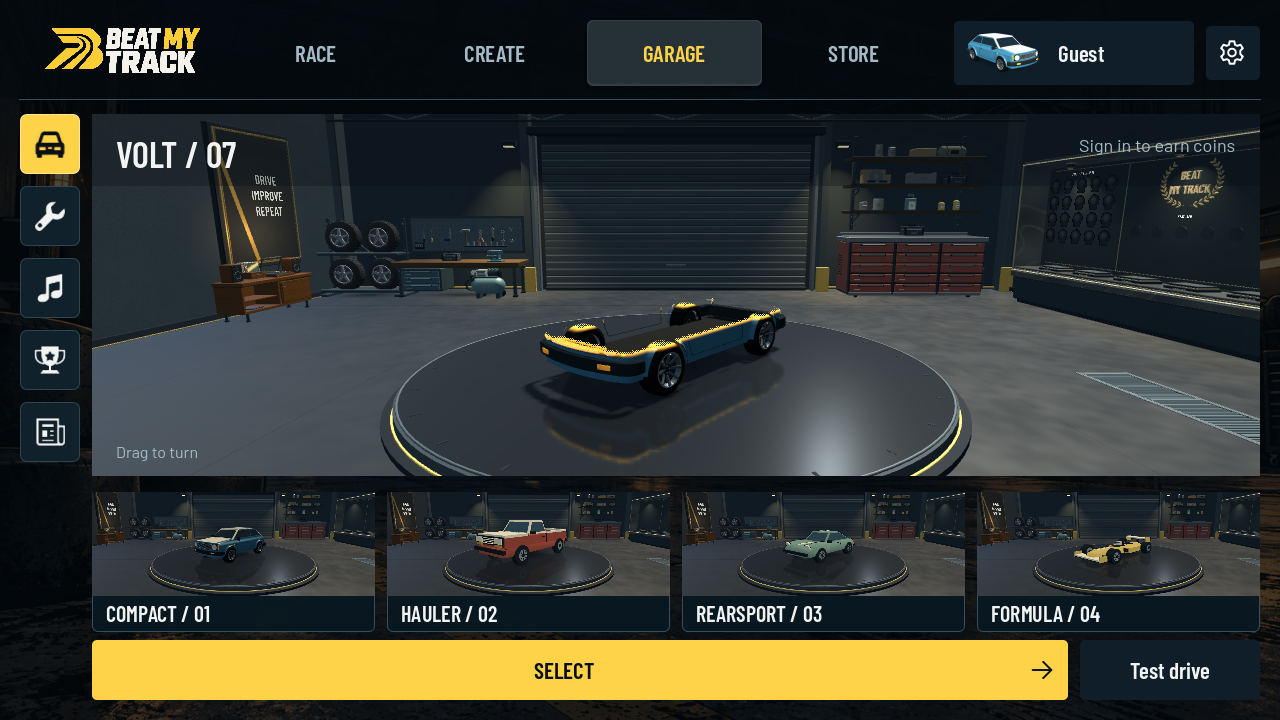 BEAT MY
TRACK
RACE
CREATE
GARAGE
STORE
Guest
VOLT / 07
Sign in to earn coins
DRIVE
IMPROVE
REPEAT
BEAT
MY TRACK
Drag to turn
COMPACT / 01
HAULER / 02
REARSPORT / 03
FORMULA / 04
SELECT
Test drive